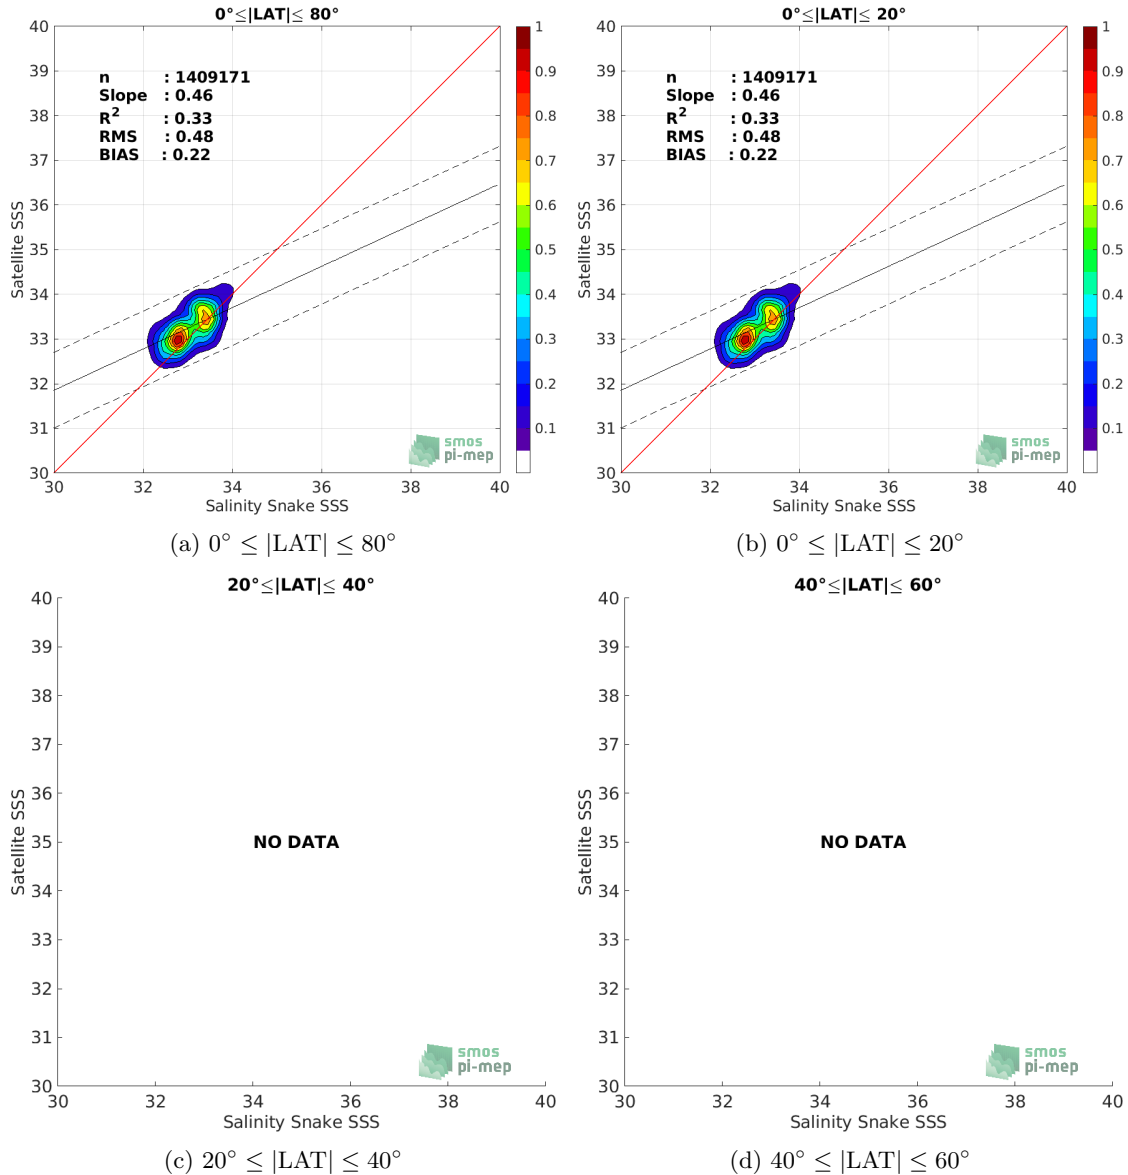 0°≤|LAT|≤ 80°
40
39
38
37
36
35
34
33
32
31
30
Satellite SSS
n : 1409171
Slope : 0.46
R² : 0.33
RMS : 0.48
BIAS : 0.22
1
0.9
0.8
0.7
0.6
0.5
0.4
0.3
0.2
0.1
smos
pi-mep
30 32 34 36 38 40
Salinity Snake SSS
(a) 0° ≤ |LAT| ≤ 80°
0°≤|LAT|≤ 20°
40
39
38
37
36
35
34
33
32
31
30
Satellite SSS
n : 1409171
Slope : 0.46
R² : 0.33
RMS : 0.48
BIAS : 0.22
1
0.9
0.8
0.7
0.6
0.5
0.4
0.3
0.2
0.1
smos
pi-mep
30 32 34 36 38 40
Salinity Snake SSS
(b) 0° ≤ |LAT| ≤ 20°
20°≤|LAT|≤ 40°
40
39
38
37
36
35
34
33
32
31
30
Satellite SSS
NO DATA
smos
pi-mep
30 32 34 36 38 40
Salinity Snake SSS
(c) 20° ≤ |LAT| ≤ 40°
40°≤|LAT|≤ 60°
40
39
38
37
36
35
34
33
32
31
30
Satellite SSS
NO DATA
smos
pi-mep
30 32 34 36 38 40
Salinity Snake SSS
(d) 40° ≤ |LAT| ≤ 60°